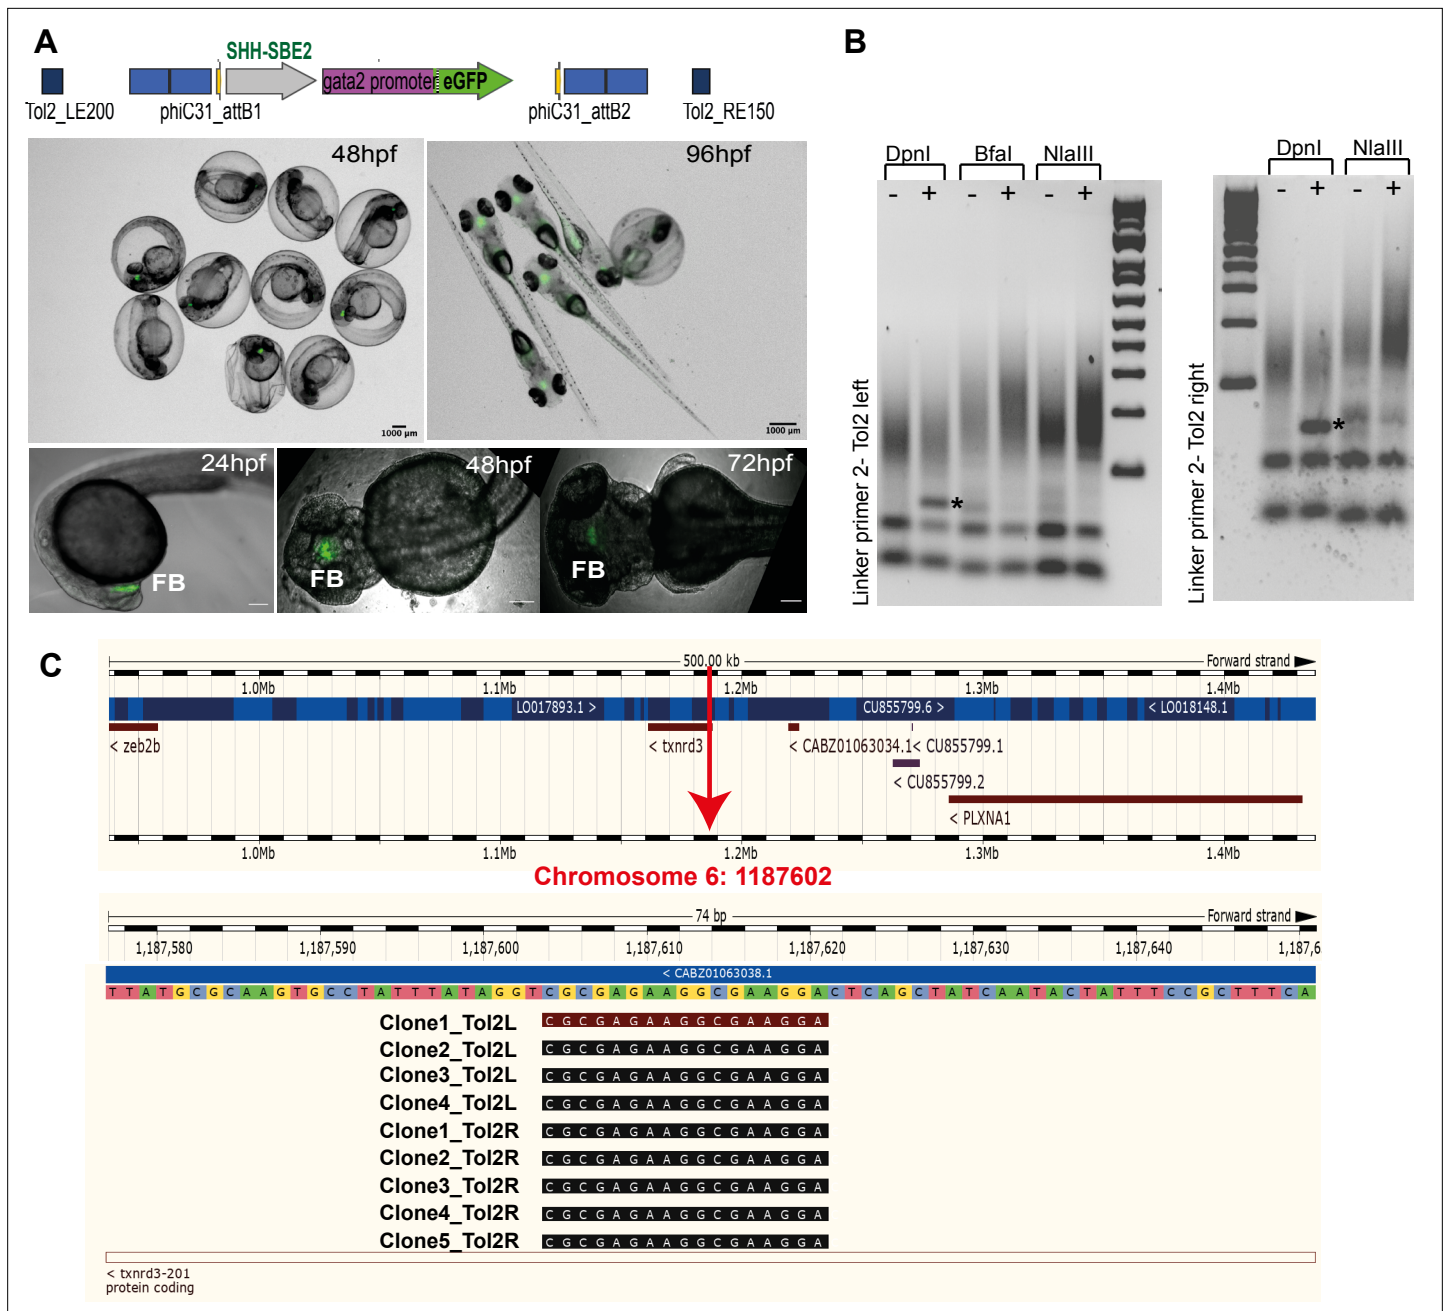 A
SHH-SBE2
gata2 promoter eGFP
Tol2_LE200 phiC31_attB1 phiC31_attB2 Tol2_RE150
48hpf
1000 µm
96hpf
1000 µm
24hpf
FB
48hpf
FB
72hpf
FB
B
DpnI BfaI NlaIII
- + - + - +
*
Linker primer 2- Tol2 left
DpnI NlaIII
- + - +
*
Linker primer 2- Tol2 right
C
500.00 kb Forward strand
1.0Mb 1.1Mb 1.2Mb 1.3Mb 1.4Mb
LO017893.1 > CU855799.6 > < LO018148.1
< zeb2b < txnrd3 < CABZ01063034.1 < CU855799.1
< CU855799.2
< PLXNA1
1.0Mb 1.1Mb 1.2Mb 1.3Mb 1.4Mb
Chromosome 6: 1187602
74 bp Forward strand
1,187,580 1,187,590 1,187,600 1,187,610 1,187,620 1,187,630 1,187,640 1,187,6
< CABZ01063038.1
T T A T G C G C A A G T G C C T A T T T A T A G G T C G C G A G A A G G C G A A G G A C T C A G C T A T C A A T A C T A T T T C C G C T T T C A
Clone1_Tol2L C G C G A G A A G G C G A A G G A
Clone2_Tol2L C G C G A G A A G G C G A A G G A
Clone3_Tol2L C G C G A G A A G G C G A A G G A
Clone4_Tol2L C G C G A G A A G G C G A A G G A
Clone1_Tol2R C G C G A G A A G G C G A A G G A
Clone2_Tol2R C G C G A G A A G G C G A A G G A
Clone3_Tol2R C G C G A G A A G G C G A A G G A
Clone4_Tol2R C G C G A G A A G G C G A A G G A
Clone5_Tol2R C G C G A G A A G G C G A A G G A
< txnrd3-201
protein coding